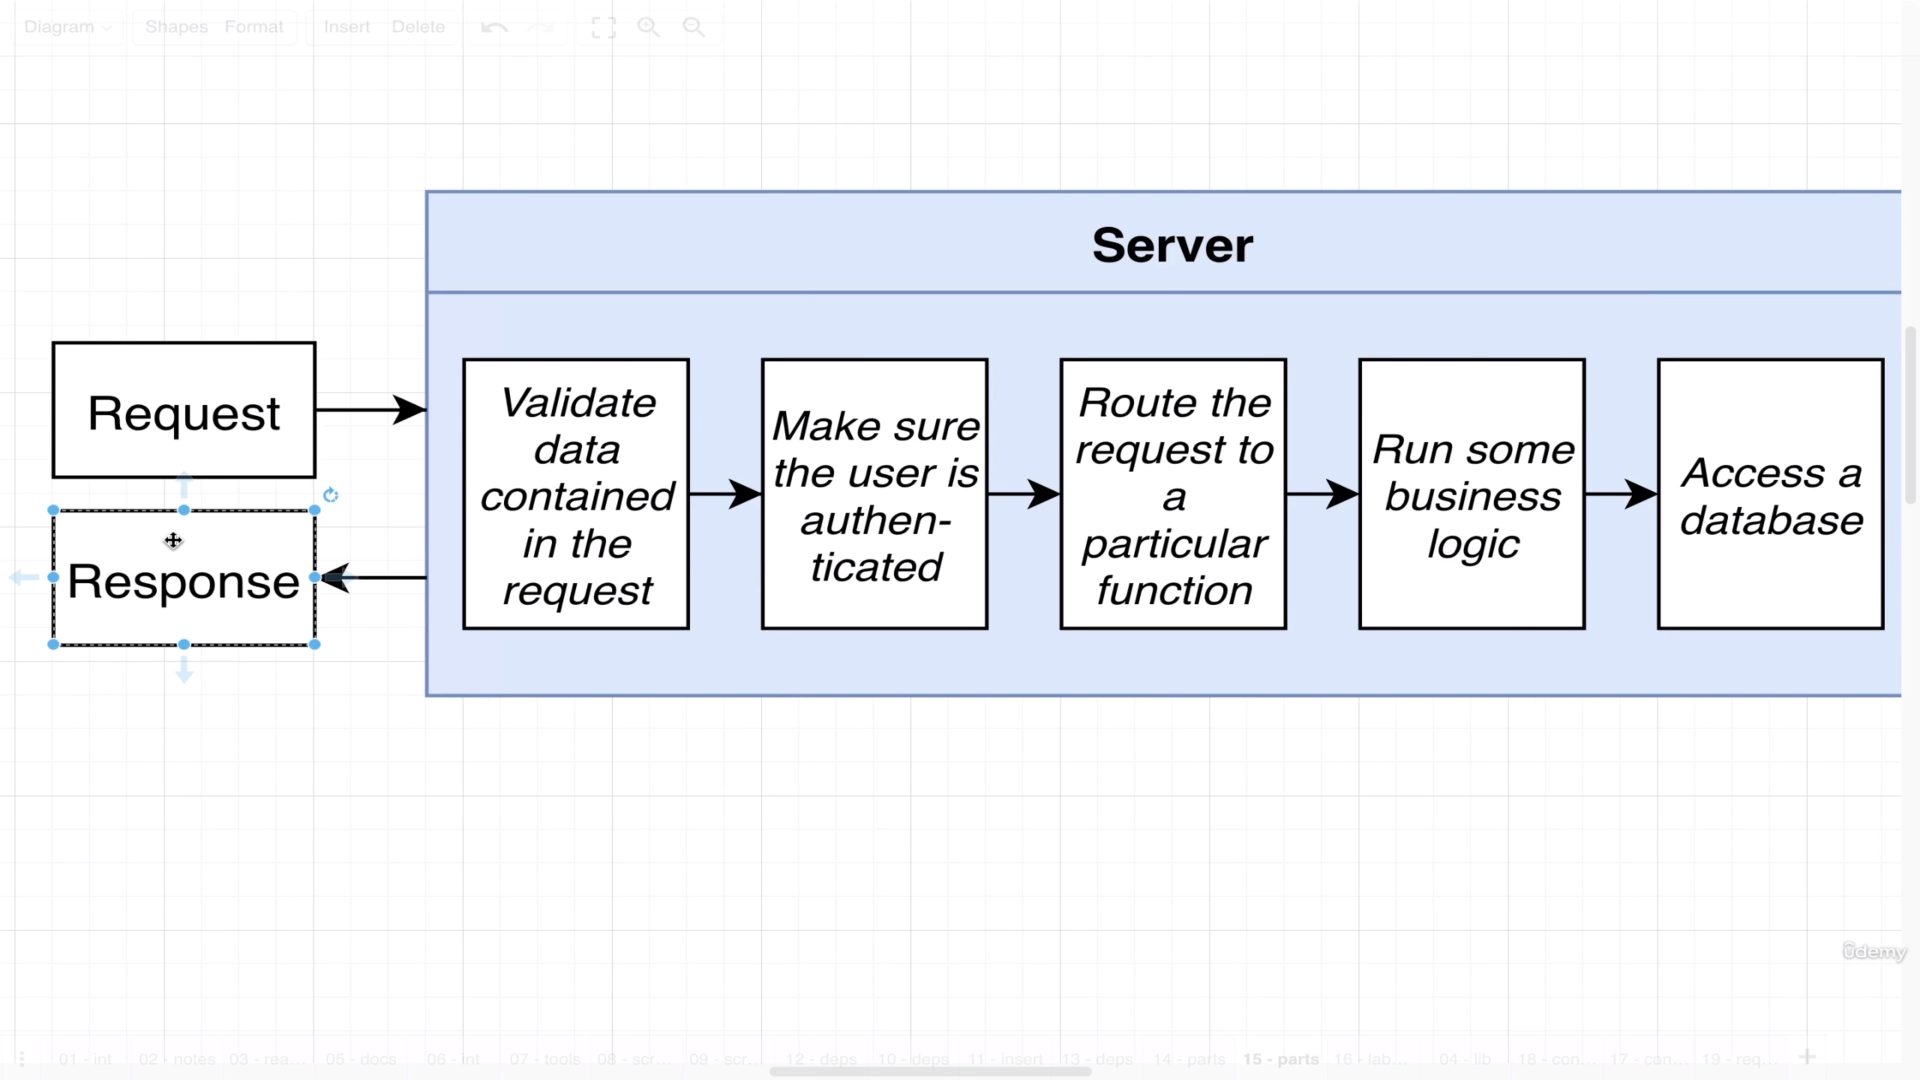 Diagram
Shapes
Format
Insert
Delete
Server
Request
Response
Validate
data
contained
in the
request
Make sure
the user is
authen-
ticated
Route the
request to
a
particular
function
Run some
business
logic
Access a
database
ûdemy
01 - int
02 - notes
03 - rea...
05 - docs
06 - int
07 - tools
08 - scr...
09 - scr...
12 - deps
10 - deps
11 - insert
13 - deps
14 - parts
15 - parts
16 - lab...
04 - lib
18 - con...
17 - con...
19 - req...